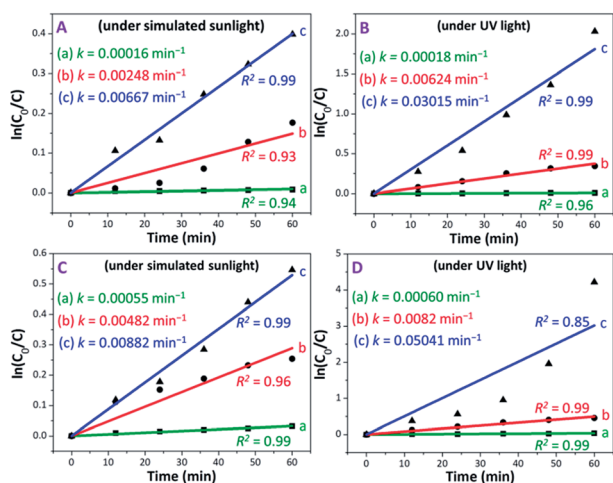 A (under simulated sunlight)
(a) k = 0.00016 min⁻¹
(b) k = 0.00248 min⁻¹
(c) k = 0.00667 min⁻¹
c
R² = 0.99
b
R² = 0.93
a
R² = 0.94
ln(C₀/C)
0.4
0.3
0.2
0.1
0.0
0 10 20 30 40 50 60
Time (min)
B (under UV light)
(a) k = 0.00018 min⁻¹
(b) k = 0.00624 min⁻¹
(c) k = 0.03015 min⁻¹
c
R² = 0.99
R² = 0.99
b
a
R² = 0.96
ln(C₀/C)
2.0
1.5
1.0
0.5
0.0
0 10 20 30 40 50 60
Time (min)
C (under simulated sunlight)
(a) k = 0.00055 min⁻¹
(b) k = 0.00482 min⁻¹
(c) k = 0.00882 min⁻¹
c
R² = 0.99
b
R² = 0.96
a
R² = 0.99
ln(C₀/C)
0.6
0.5
0.4
0.3
0.2
0.1
0.0
0 10 20 30 40 50 60
Time (min)
D (under UV light)
(a) k = 0.00060 min⁻¹
(b) k = 0.0082 min⁻¹
(c) k = 0.05041 min⁻¹
R² = 0.85
c
R² = 0.99
b
a
R² = 0.99
ln(C₀/C)
5
4
3
2
1
0
0 10 20 30 40 50 60
Time (min)